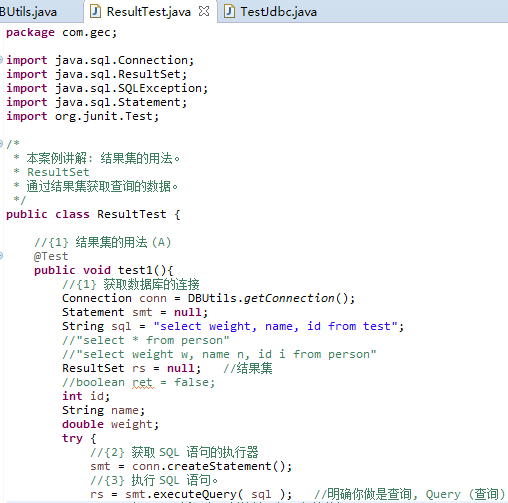 BUtils.java ResultTest.java TestJdbc.java
package com.gec;
import java.sql.Connection;
import java.sql.ResultSet;
import java.sql.SQLException;
import java.sql.Statement;
import org.junit.Test;
/*
* 本案例讲解: 结果集的用法。
* ResultSet
* 通过结果集获取查询的数据。
*/
public class ResultTest {
//{1} 结果集的用法 (A)
@Test
public void test1(){
//{1} 获取数据库的连接
Connection conn = DBUtils.getConnection();
Statement smt = null;
String sql = "select weight, name, id from test";
//"select * from person"
//"select weight w, name n, id i from person"
ResultSet rs = null; //结果集
//boolean ret = false;
int id;
String name;
double weight;
try {
//{2} 获取 SQL 语句的执行器
smt = conn.createStatement();
//{3} 执行 SQL 语句。
rs = smt.executeQuery( sql ); //明确你做是查询, Query (查询)